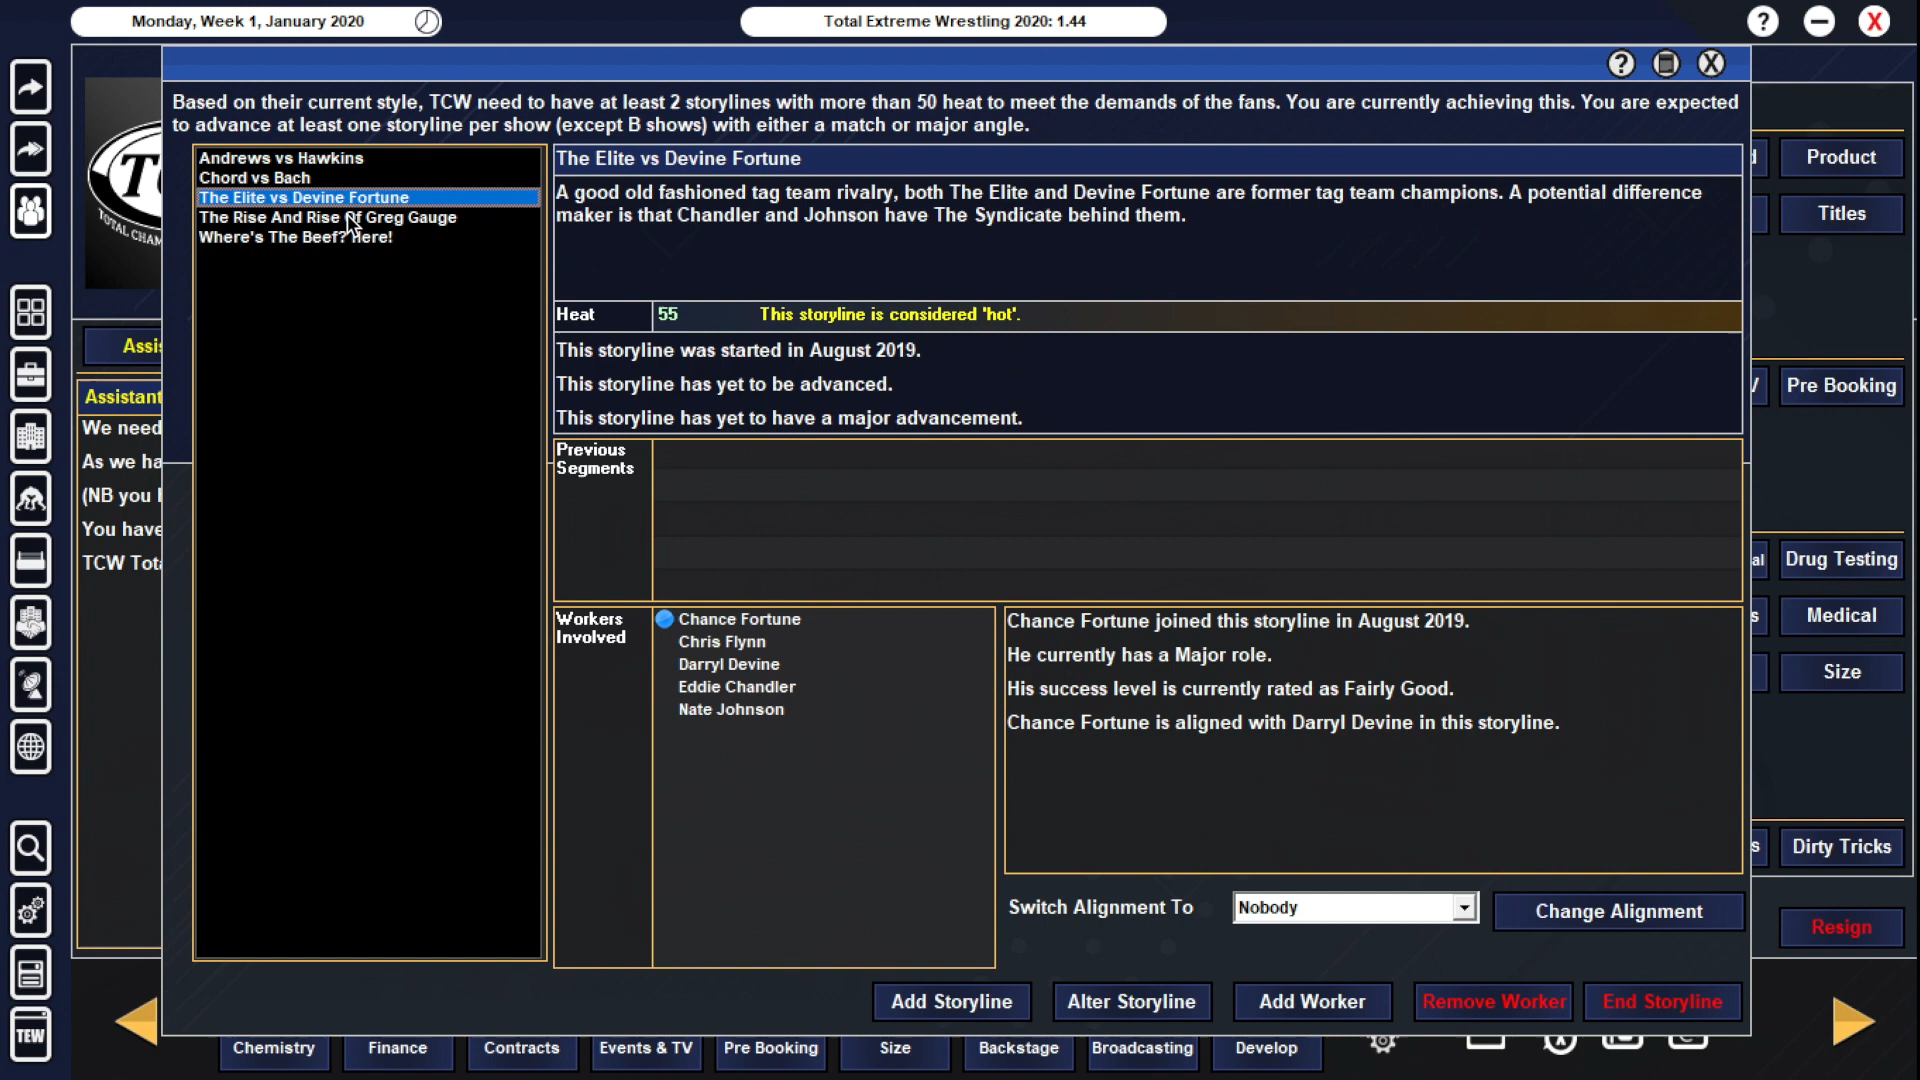 Monday, Week 1, January 2020
Total Extreme Wrestling 2020: 1.44
?
X
? X
Based on their current style, TCW need to have at least 2 storylines with more than 50 heat to meet the demands of the fans. You are currently achieving this. You are expected
to advance at least one storyline per show (except B shows) with either a match or major angle.
Andrews vs Hawkins
Chord vs Bach
The Elite vs Devine Fortune
The Rise And Rise Of Greg Gauge
Where's The Beef? Here!
The Elite vs Devine Fortune
A good old fashioned tag team rivalry, both The Elite and Devine Fortune are former tag team champions. A potential difference
maker is that Chandler and Johnson have The Syndicate behind them.
Heat
55
This storyline is considered 'hot'.
This storyline was started in August 2019.
This storyline has yet to be advanced.
This storyline has yet to have a major advancement.
Previous
Segments
Workers
Involved
Chance Fortune
Chris Flynn
Darryl Devine
Eddie Chandler
Nate Johnson
Chance Fortune joined this storyline in August 2019.
He currently has a Major role.
His success level is currently rated as Fairly Good.
Chance Fortune is aligned with Darryl Devine in this storyline.
Switch Alignment To
Nobody
Change Alignment
Add Storyline
Alter Storyline
Add Worker
Remove Worker
End Storyline
Assis
Assistant
We need
As we ha
(NB you
You have
TCW Tota
Product
Titles
Pre Booking
Drug Testing
Medical
Size
Dirty Tricks
Resign
TEW
Chemistry
Finance
Contracts
Events & TV
Pre Booking
Size
Backstage
Broadcasting
Develop